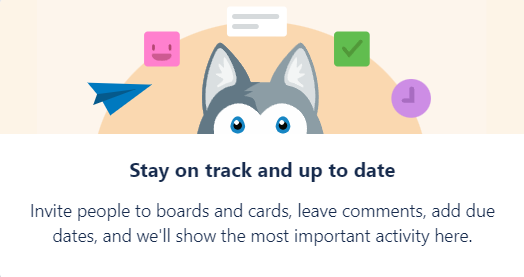 Stay on track and up to date
Invite people to boards and cards, leave comments, add due
dates, and we'll show the most important activity here.